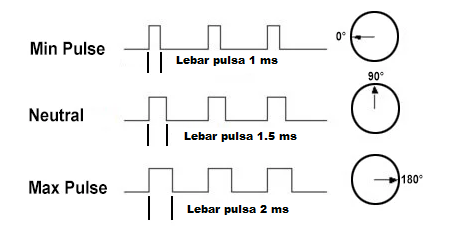 Min Pulse
Lebar pulsa 1 ms
0°
Neutral
Lebar pulsa 1.5 ms
90°
Max Pulse
Lebar pulsa 2 ms
180°